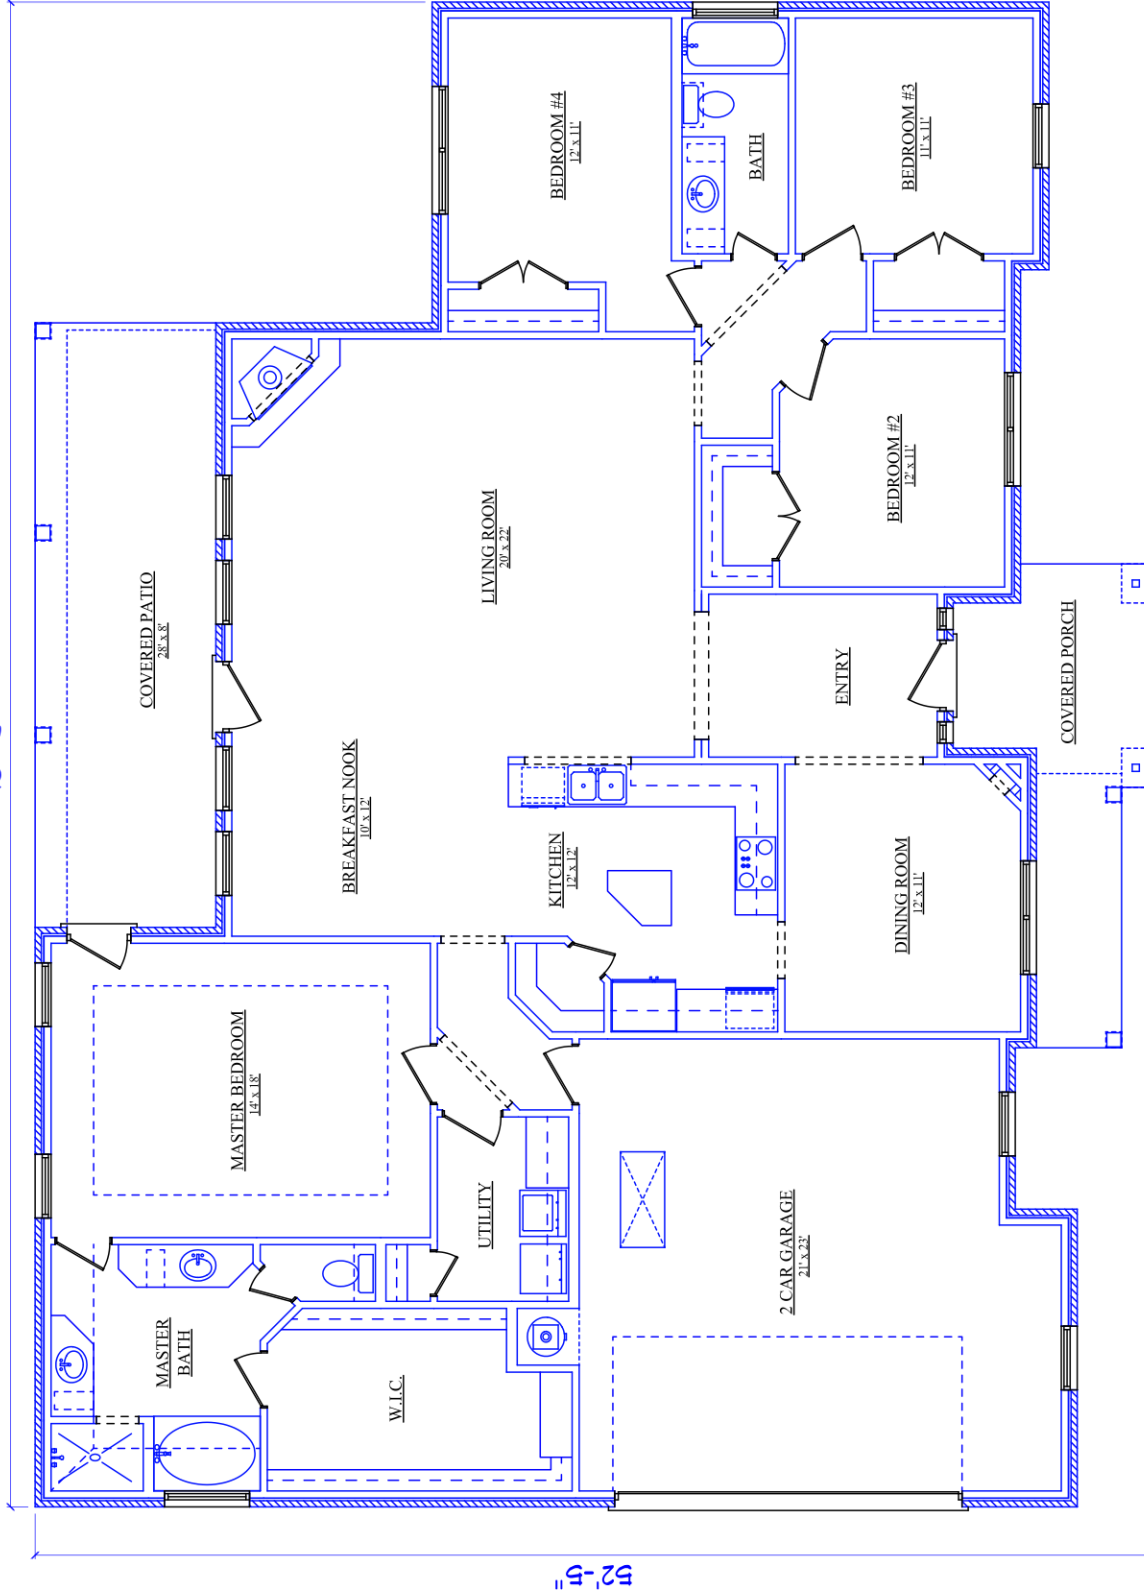 COVERED PATIO
28' x 8'
BEDROOM #4
12' x 11'
BATH
BEDROOM #3
11' x 11'
LIVING ROOM
20' x 22'
BEDROOM #2
12' x 11'
BREAKFAST NOOK
10' x 12'
ENTRY
COVERED PORCH
KITCHEN
12' x 12'
DINING ROOM
12' x 11'
MASTER BEDROOM
14' x 18'
UTILITY
2 CAR GARAGE
21' x 23'
MASTER
BATH
W.I.C.
52'-5"